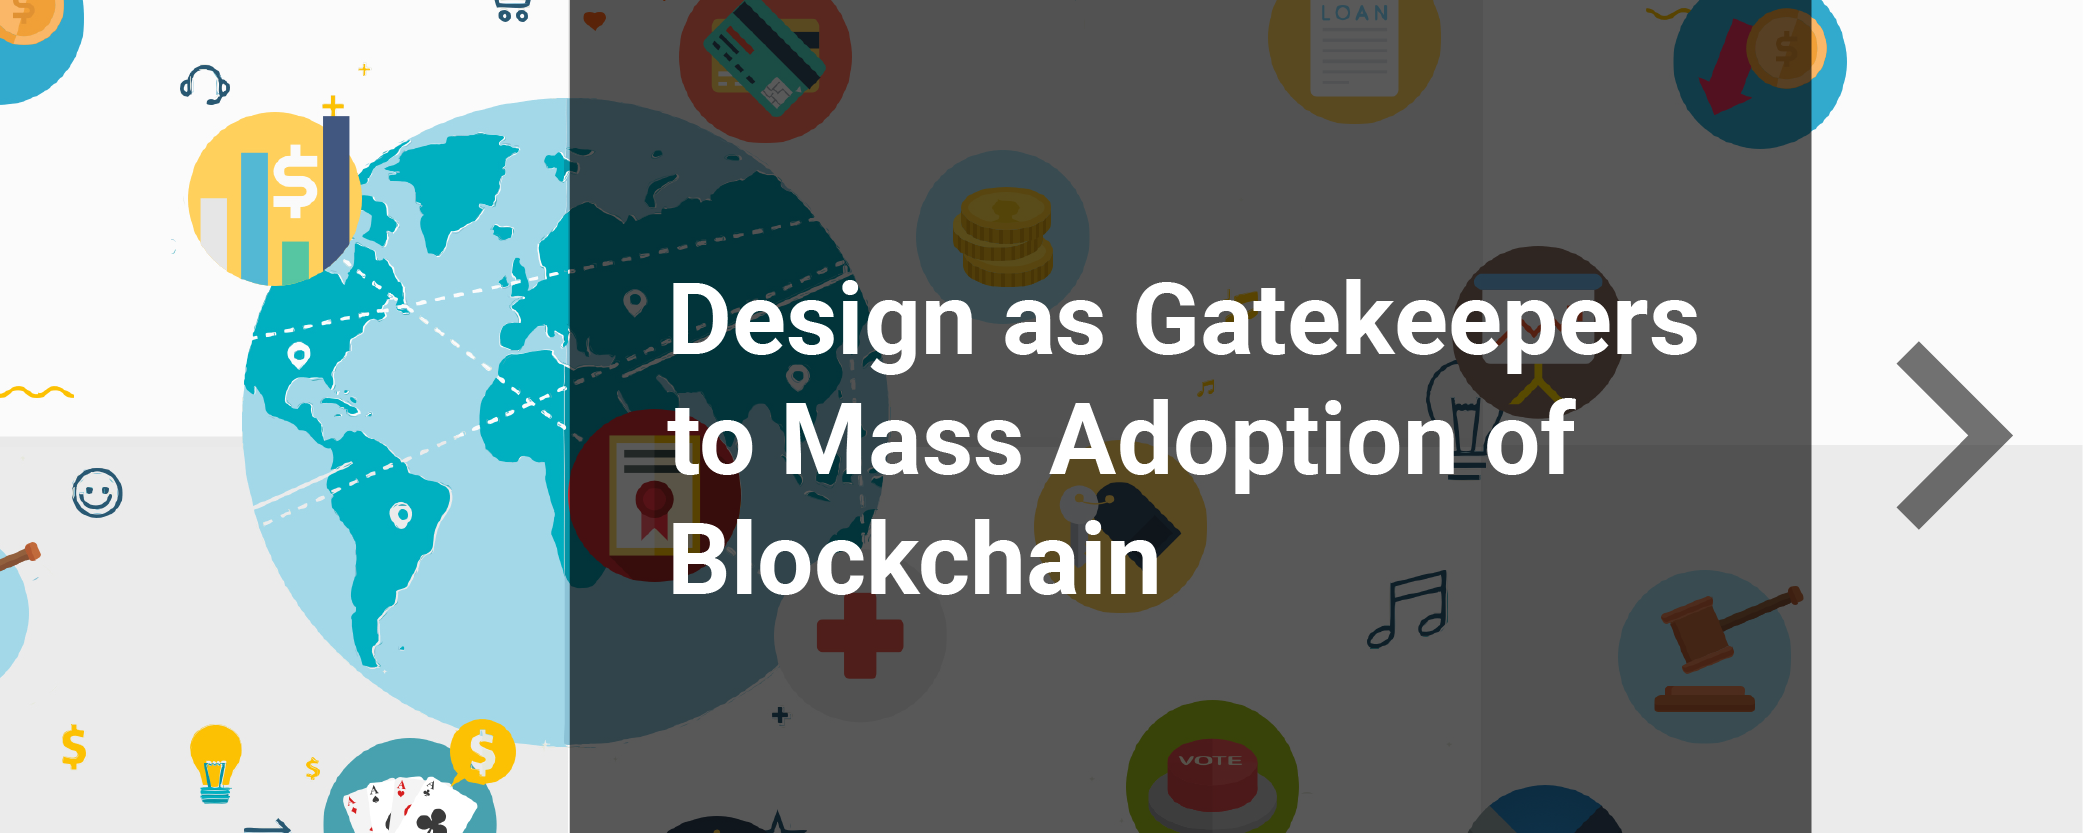 LOAN
$
$
Design as Gatekeepers
to Mass Adoption of
Blockchain
$
$
$
A A A A
VOTE